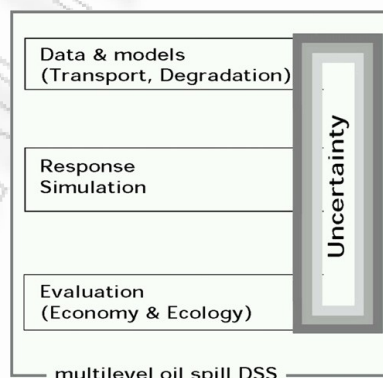 Data & models
(Transport, Degradation)
Response
Simulation
Evaluation
(Economy & Ecology)
Uncertainty
multilevel oil spill DSS